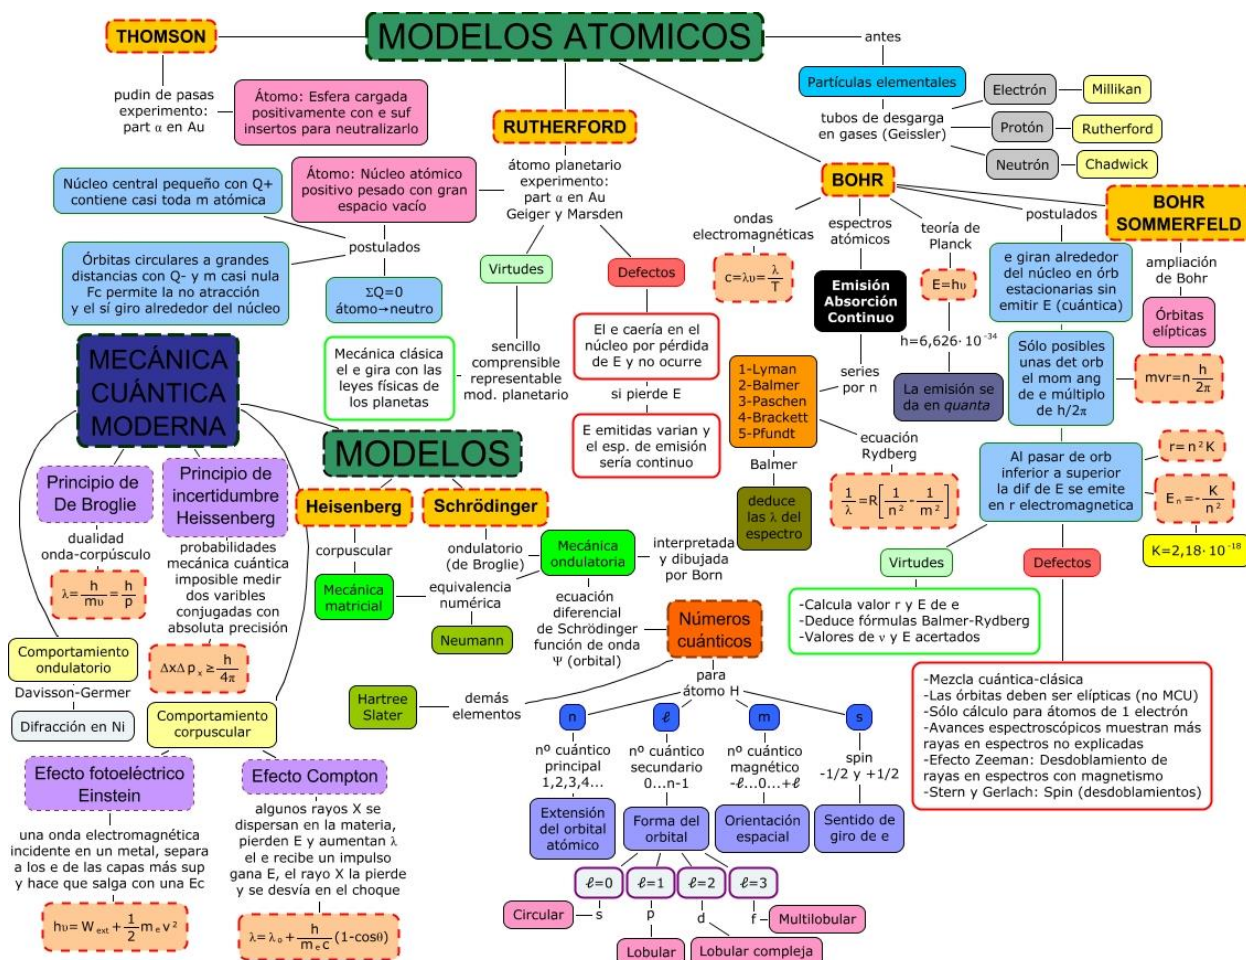 MODELOS ATOMICOS
THOMSON
pudin de pasas
experimento:
part α en Au
Átomo: Esfera cargada
positivamente con e suf
insertos para neutralizarlo
antes
Partículas elementales
tubos de desgarga
en gases (Geissler)
Electrón
Millikan
Protón
Rutherford
Neutrón
Chadwick
RUTHERFORD
átomo planetario
experimento:
part α en Au
Geiger y Marsden
Átomo: Núcleo atómico
positivo pesado con gran
espacio vacío
postulados
Núcleo central pequeño con Q+
contiene casi toda m atómica
Órbitas circulares a grandes
distancias con Q- y m casi nula
Fc permite la no atracción
y el sí giro alrededor del núcleo
ΣQ=0
átomo→neutro
Virtudes
sencillo
comprensible
representable
mod. planetario
Mecánica clásica
el e gira con las
leyes físicas de
los planetas
Defectos
El e caería en el
núcleo por pérdida
de E y no ocurre
si pierde E
E emitidas varian y
el esp. de emisión
sería continuo
BOHR
ondas
electromagnéticas
c=λυ=λ/T
espectros
atómicos
Emisión
Absorción
Continuo
series
por n
1-Lyman
2-Balmer
3-Paschen
4-Brackett
5-Pfundt
Balmer
deduce
las λ del
espectro
ecuación
Rydberg
1/λ=R[1/n²-1/m²]
teoría de
Planck
E=hυ
h=6,626·10⁻³⁴
La emisión se
da en quanta
postulados
e giran alrededor
del núcleo en órb
estacionarias sin
emitir E (cuántica)
Sólo posibles
unas det orb
el mom ang
de e múltiplo
de h/2π
mvr=n h/2π
Al pasar de orb
inferior a superior
la dif de E se emite
en r electromagnetica
r=n²K
Eₙ=-K/n²
K=2,18·10⁻¹⁸
BOHR
SOMMERFELD
ampliación
de Bohr
Órbitas
elípticas
Virtudes
-Calcula valor r y E de e
-Deduce fórmulas Balmer-Rydberg
-Valores de ν y E acertados
Defectos
-Mezcla cuántica-clásica
-Las órbitas deben ser elípticas (no MCU)
-Sólo cálculo para átomos de 1 electrón
-Avances espectroscópicos muestran más
rayas en espectros no explicadas
-Efecto Zeeman: Desdoblamiento de
rayas en espectros con magnetismo
-Stern y Gerlach: Spin (desdoblamientos)
MECÁNICA
CUÁNTICA
MODERNA
Principio de
De Broglie
dualidad
onda-corpúsculo
λ=h/mυ=h/p
Principio de
incertidumbre
Heissenberg
probabilidades
mecánica cuántica
imposible medir
dos varibles
conjugadas con
absoluta precisión
ΔxΔpₓ≥h/4π
Comportamiento
ondulatorio
Davisson-Germer
Difracción en Ni
Comportamiento
corpuscular
Efecto fotoeléctrico
Einstein
una onda electromagnética
incidente en un metal, separa
a los e de las capas más sup
y hace que salga con una Ec
hυ=W ext+1/2 m e v²
Efecto Compton
algunos rayos X se
dispersan en la materia,
pierden E y aumentan λ
el e recibe un impulso
gana E, el rayo X la pierde
y se desvía en el choque
λ=λₒ+h/m e c(1-cosθ)
MODELOS
Heisenberg
corpuscular
Mecánica
matricial
Schrödinger
ondulatorio
(de Broglie)
equivalencia
numérica
Neumann
Mecánica
ondulatoria
interpretada
y dibujada
por Born
ecuación
diferencial
de Schrödinger
función de onda
Ψ (orbital)
Números
cuánticos
demás
elementos
Hartree
Slater
para
átomo H
n
nº cuántico
principal
1,2,3,4...
Extensión
del orbital
atómico
ℓ
nº cuántico
secundario
0...n-1
Forma del
orbital
m
nº cuántico
magnético
-ℓ...0...+ℓ
Orientación
espacial
s
spin
-1/2 y +1/2
Sentido de
giro de e
ℓ=0
s
Circular
ℓ=1
p
Lobular
ℓ=2
d
Lobular compleja
ℓ=3
f
Multilobular